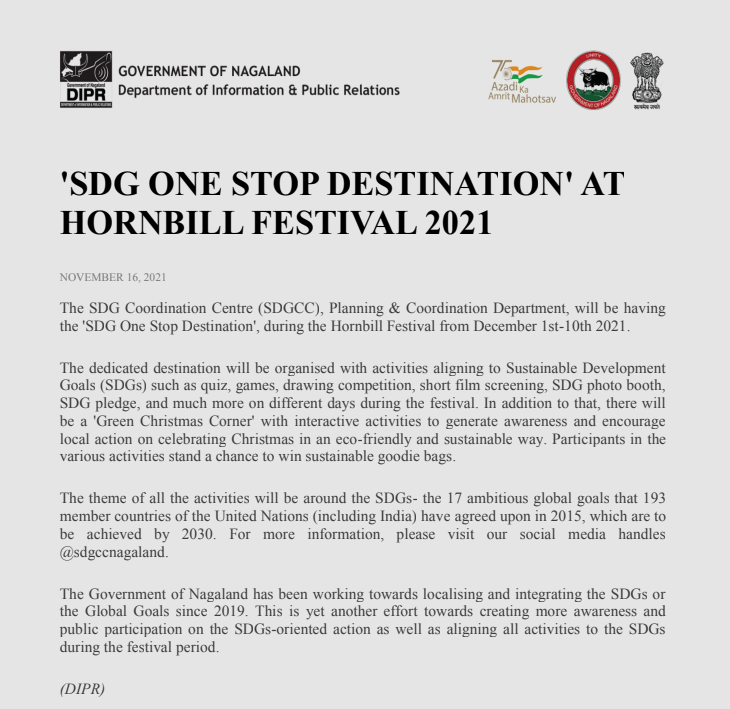 GOVERNMENT OF NAGALAND
Department of Information & Public Relations
Government of Nagaland
DIPR
75
Azadi Ka
Amrit Mahotsav
UNITY
GOVERNMENT OF NAGALAND
सत्यमेव जयते
'SDG ONE STOP DESTINATION' AT
HORNBILL FESTIVAL 2021
NOVEMBER 16, 2021
The SDG Coordination Centre (SDGCC), Planning & Coordination Department, will be having
the 'SDG One Stop Destination', during the Hornbill Festival from December 1st-10th 2021.
The dedicated destination will be organised with activities aligning to Sustainable Development
Goals (SDGs) such as quiz, games, drawing competition, short film screening, SDG photo booth,
SDG pledge, and much more on different days during the festival. In addition to that, there will
be a 'Green Christmas Corner' with interactive activities to generate awareness and encourage
local action on celebrating Christmas in an eco-friendly and sustainable way. Participants in the
various activities stand a chance to win sustainable goodie bags.
The theme of all the activities will be around the SDGs- the 17 ambitious global goals that 193
member countries of the United Nations (including India) have agreed upon in 2015, which are to
be achieved by 2030. For more information, please visit our social media handles
@sdgccnagaland.
The Government of Nagaland has been working towards localising and integrating the SDGs or
the Global Goals since 2019. This is yet another effort towards creating more awareness and
public participation on the SDGs-oriented action as well as aligning all activities to the SDGs
during the festival period.
(DIPR)